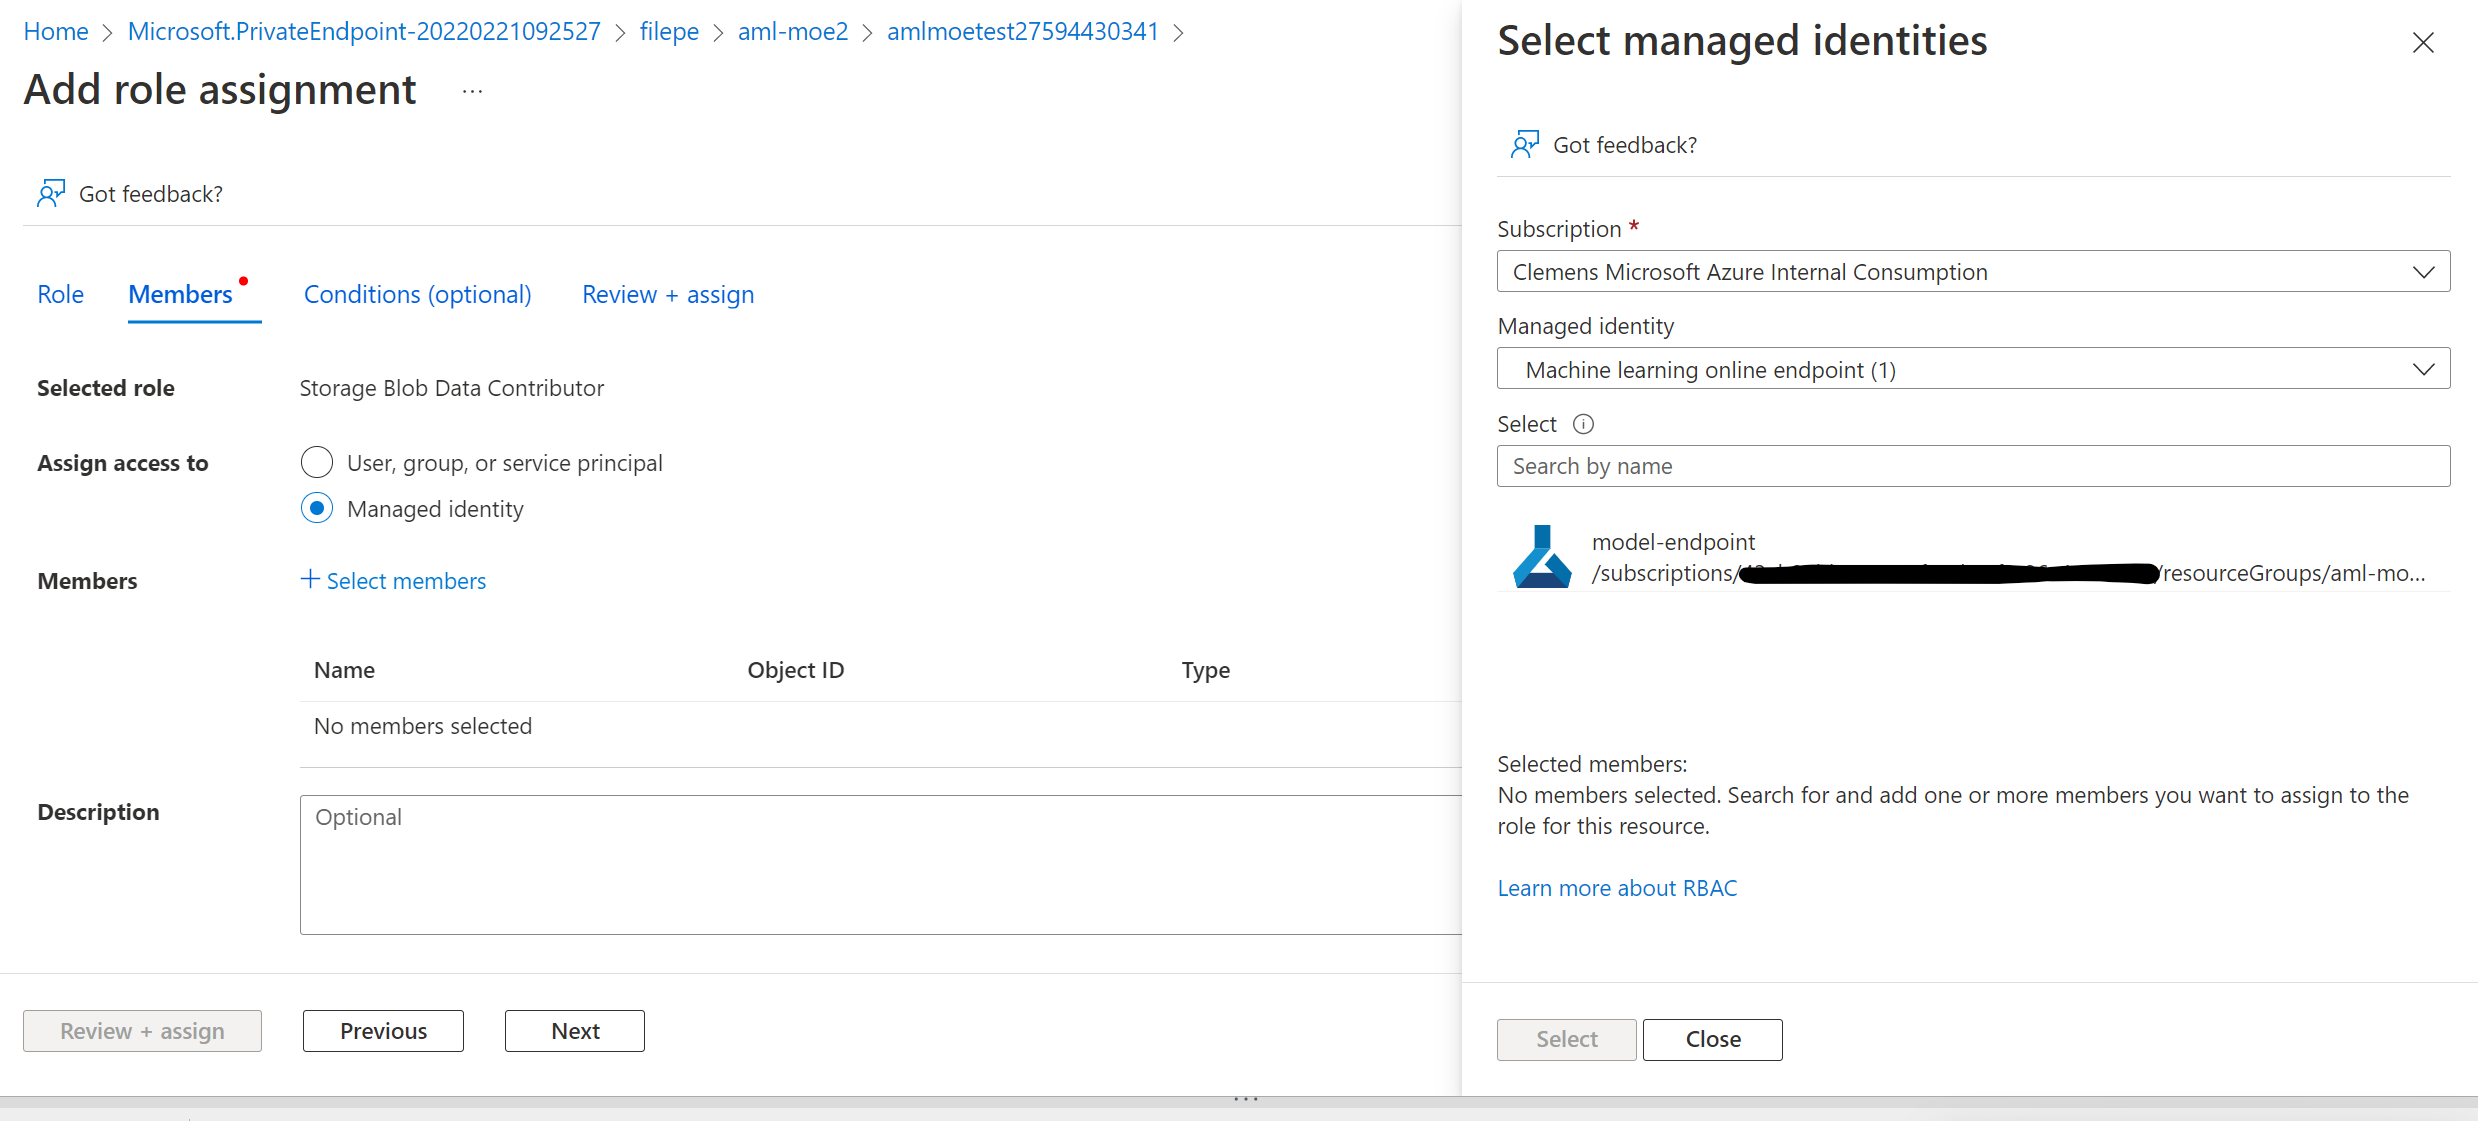 Home > Microsoft.PrivateEndpoint-20220221092527 > filepe > aml-moe2 > amlmoetest27594430341 >
Add role assignment ...
Got feedback?
Role Members Conditions (optional) Review + assign
Selected role Storage Blob Data Contributor
Assign access to User, group, or service principal
Managed identity
Members + Select members
Name Object ID Type
No members selected
Description Optional
Review + assign Previous Next
Select managed identities
Got feedback?
Subscription *
Clemens Microsoft Azure Internal Consumption
Managed identity
Machine learning online endpoint (1)
Select
Search by name
model-endpoint
/subscriptions/ /resourceGroups/aml-mo...
Selected members:
No members selected. Search for and add one or more members you want to assign to the
role for this resource.
Learn more about RBAC
Select Close